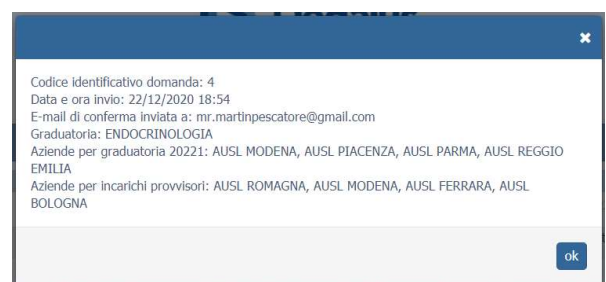 Codice identificativo domanda: 4
Data e ora invio: 22/12/2020 18:54
E-mail di conferma inviata a: mr.martinpescatore@gmail.com
Graduatoria: ENDOCRINOLOGIA
Aziende per graduatoria 20221: AUSL MODENA, AUSL PIACENZA, AUSL PARMA, AUSL REGGIO
EMILIA
Aziende per incarichi provvisori: AUSL ROMAGNA, AUSL MODENA, AUSL FERRARA, AUSL
BOLOGNA
ok